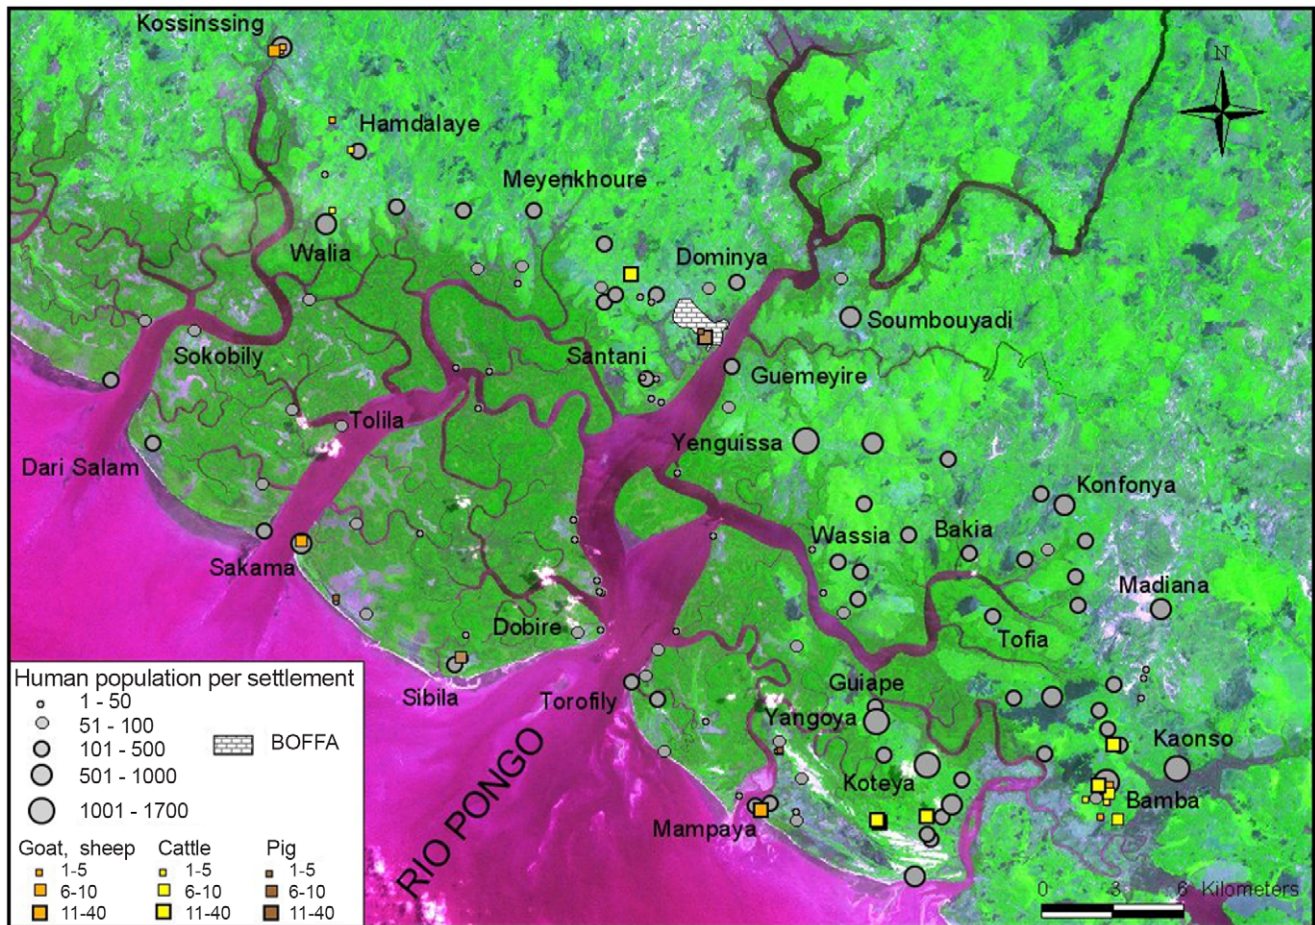 Kossinssing
N
Hamdalaye
Meyenkhoure
Walia
Dominya
Soumbouyadi
Sokobily
Santani
Guemeyire
Tolila
Yenguissa
Dari Salam
Konfonya
Wassia
Bakia
Sakama
Madiana
Dobire
Tofia
Sibila
Torofily
Guiape
Yangoya
Kaonso
Koteya
Bamba
Mampaya
RIO PONGO
0 3 6 Kilometers
Human population per settlement
1 - 50
51 - 100
101 - 500
501 - 1000
1001 - 1700
BOFFA
Goat, sheep Cattle Pig
1-5 1-5 1-5
6-10 6-10 6-10
11-40 11-40 11-40